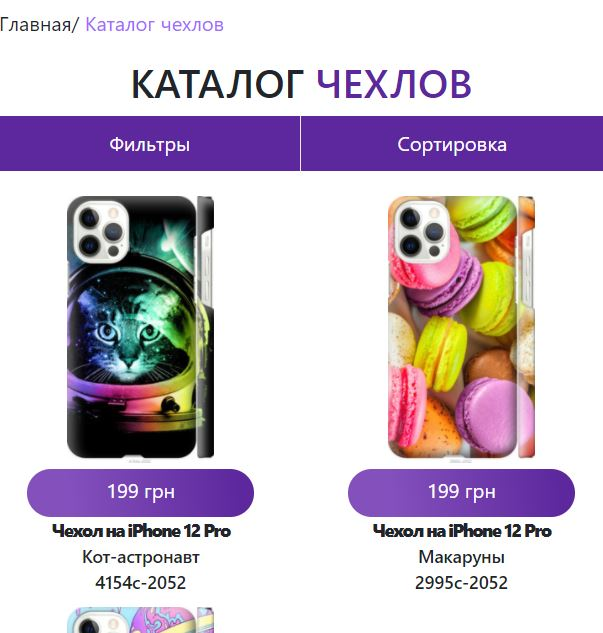 Главная/ Каталог чехлов
КАТАЛОГ ЧЕХЛОВ
Фильтры
Сортировка
199 грн
199 грн
Чехол на iPhone 12 Pro
Чехол на iPhone 12 Pro
Кот-астронавт
Макаруны
4154c-2052
2995c-2052